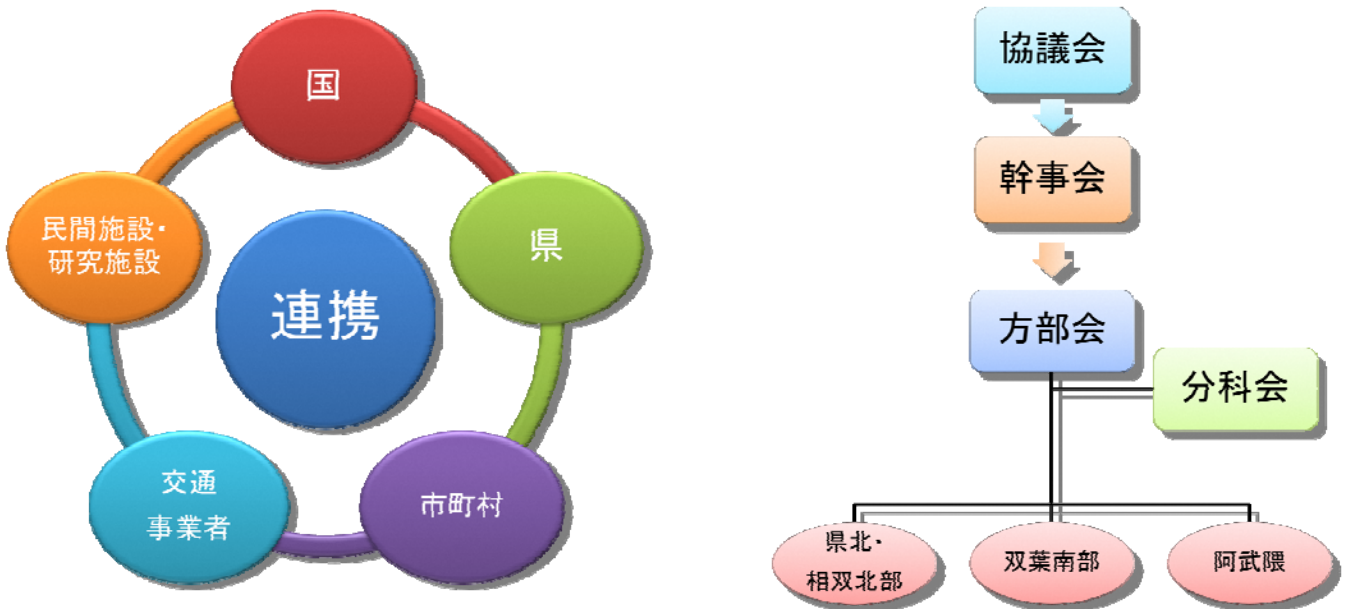 国
県
市町村
交通
事業者
民間施設・
研究施設
連携
協議会
幹事会
方部会
分科会
県北・
相双北部
双葉南部
阿武隈